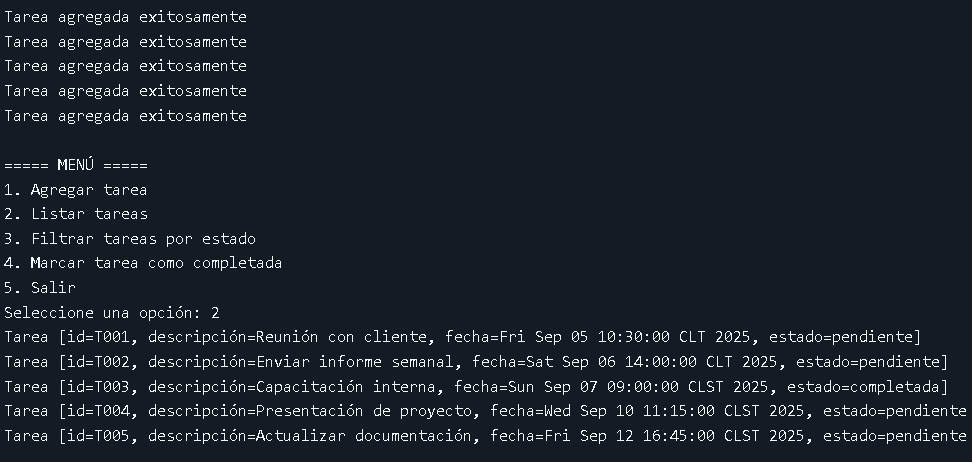 Tarea agregada exitosamente
Tarea agregada exitosamente
Tarea agregada exitosamente
Tarea agregada exitosamente
Tarea agregada exitosamente
===== MENÚ =====
1. Agregar tarea
2. Listar tareas
3. Filtrar tareas por estado
4. Marcar tarea como completada
5. Salir
Seleccione una opción: 2
Tarea [id=T001, descripción=Reunión con cliente, fecha=Fri Sep 05 10:30:00 CLT 2025, estado=pendiente]
Tarea [id=T002, descripción=Enviar informe semanal, fecha=Sat Sep 06 14:00:00 CLT 2025, estado=pendiente]
Tarea [id=T003, descripción=Capacitación interna, fecha=Sun Sep 07 09:00:00 CLST 2025, estado=completada]
Tarea [id=T004, descripción=Presentación de proyecto, fecha=Wed Sep 10 11:15:00 CLST 2025, estado=pendiente
Tarea [id=T005, descripción=Actualizar documentación, fecha=Fri Sep 12 16:45:00 CLST 2025, estado=pendiente